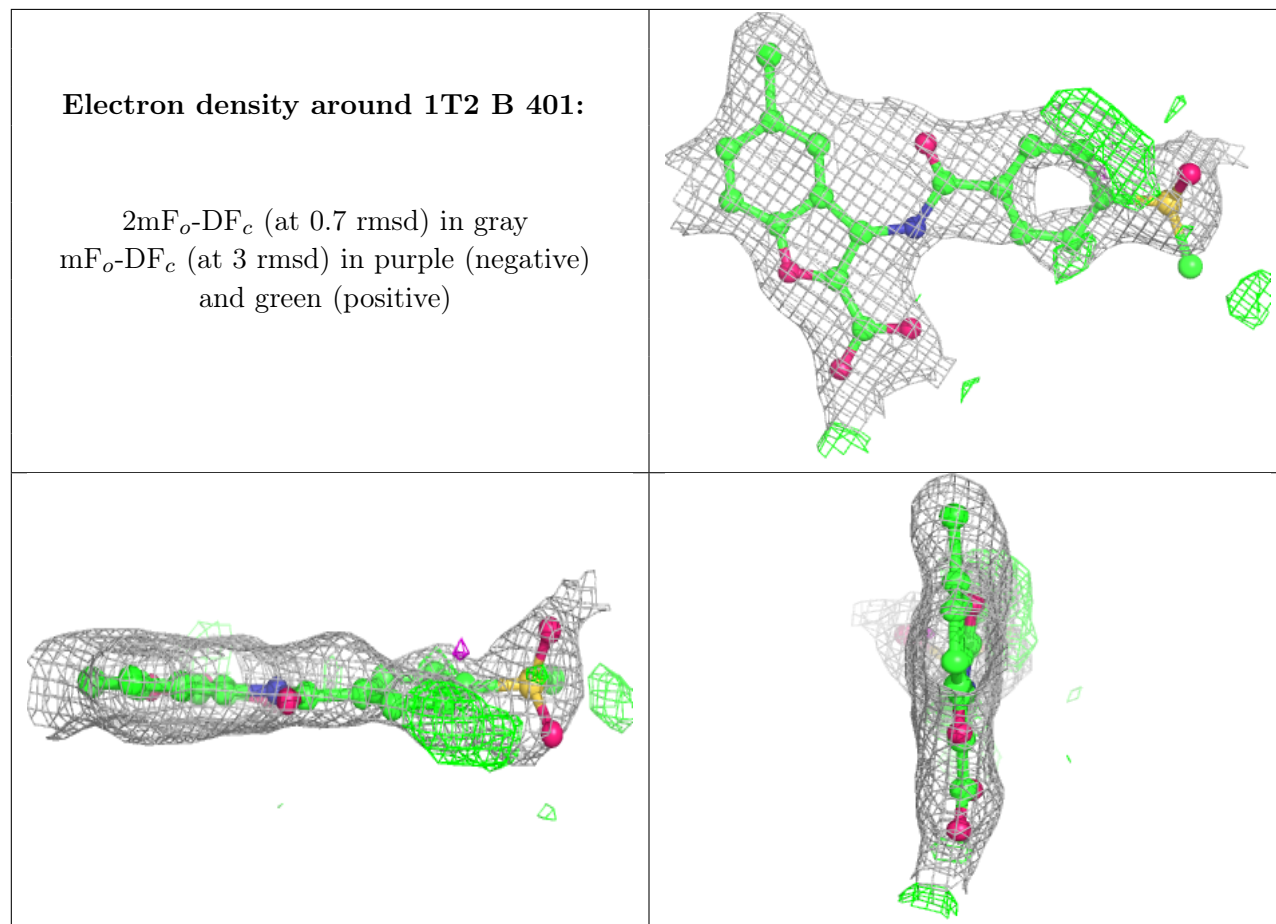 Electron density around 1T2 B 401:
2mFo-DFc (at 0.7 rmsd) in gray
mFo-DFc (at 3 rmsd) in purple (negative)
and green (positive)